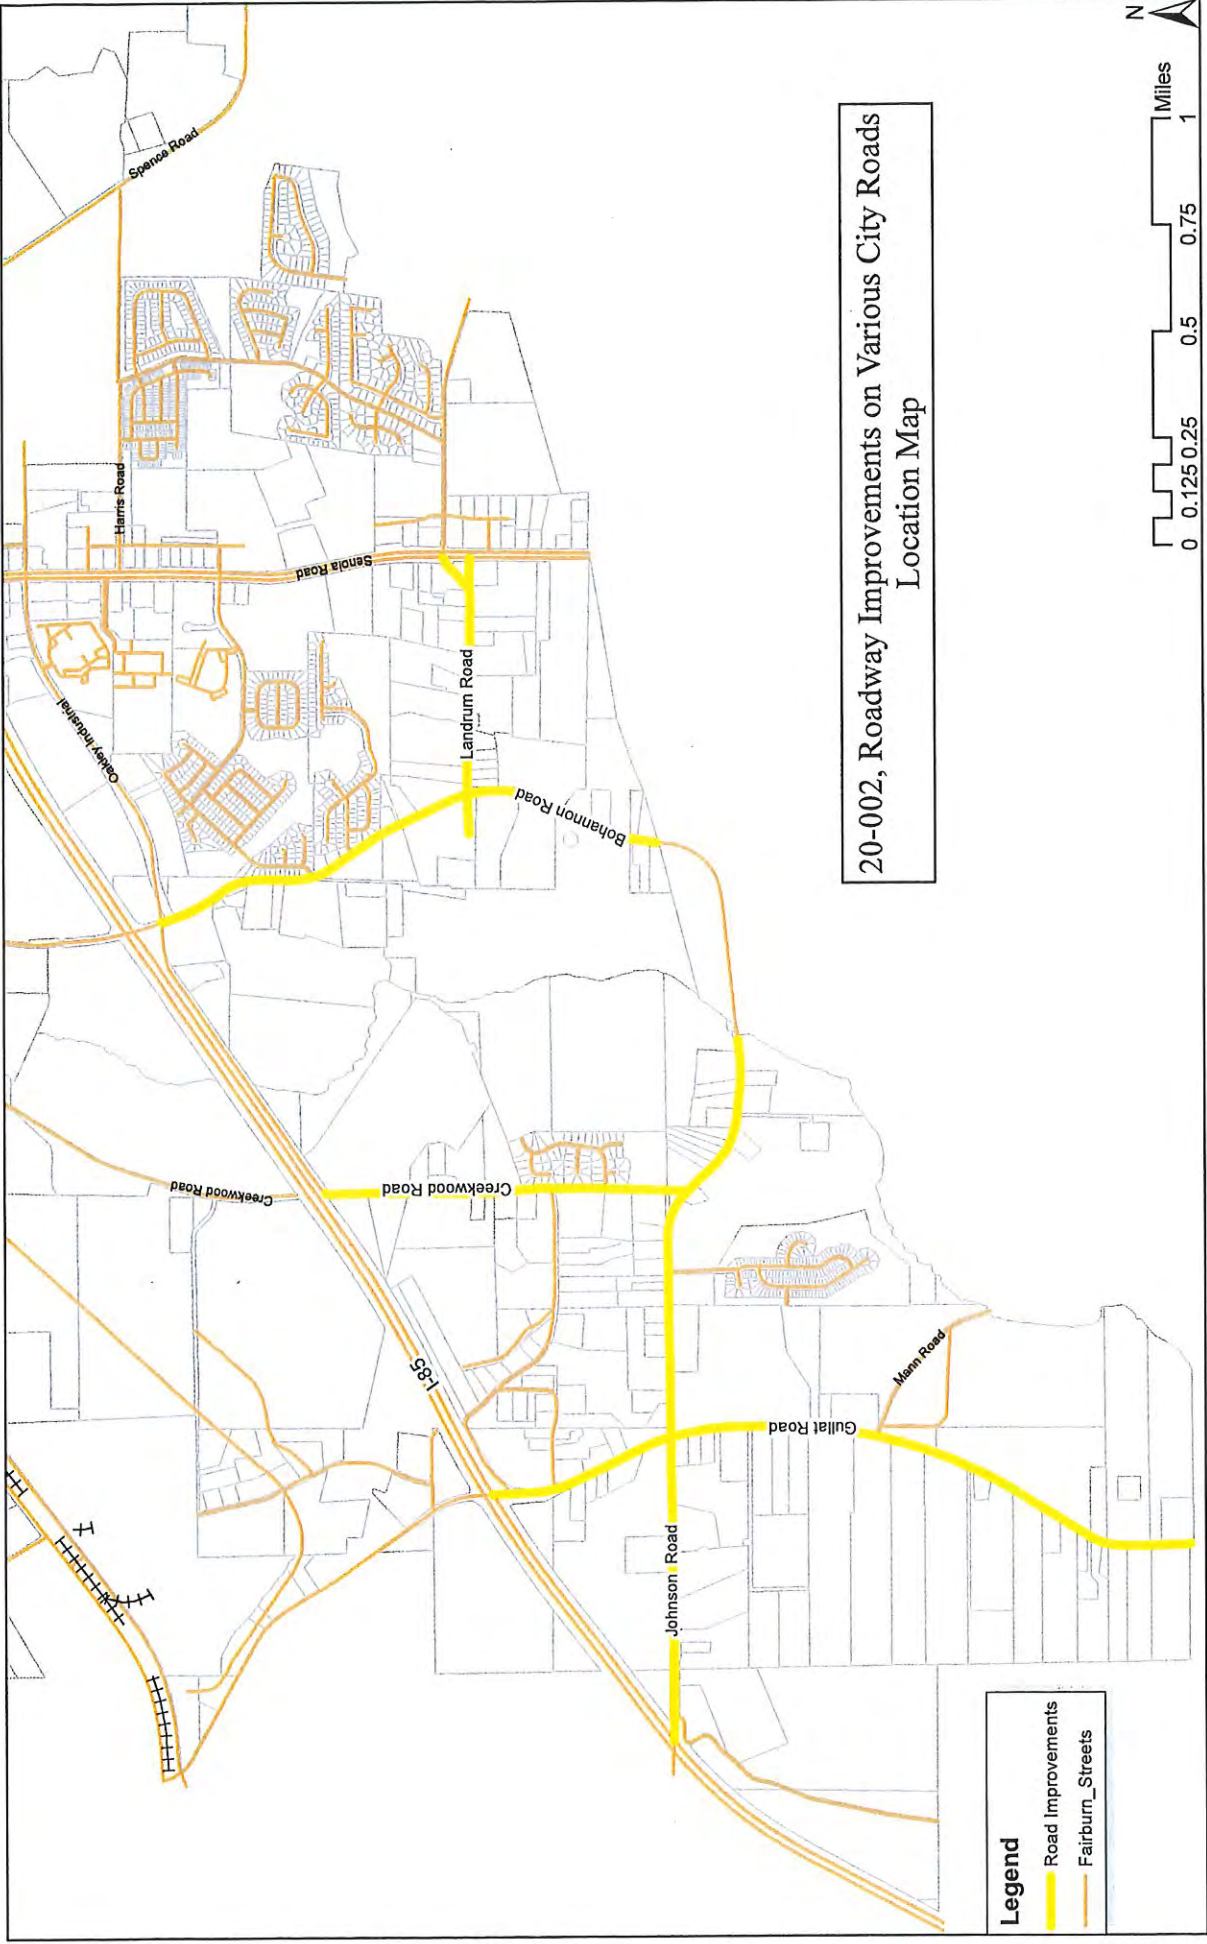 Spence Road
Harris Road
Senoia Road
Oakley Industrial
Landrum Road
Bohannon Road
Creekwood Road
Creekwood Road
I-85
Mann Road
Gullat Road
Johnson Road
20-002, Roadway Improvements on Various City Roads
Location Map
N
0 0.125 0.25 0.5 0.75 1
Miles
Legend
Road Improvements
Fairburn_Streets